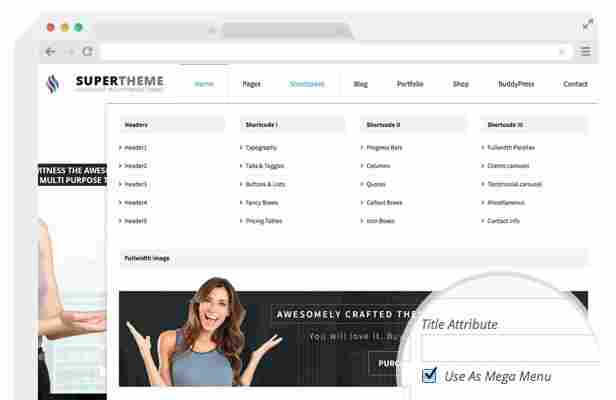 SUPERTHEME
Home Pages Shortcodes Blog Portfolio Shop BuddyPress Contact
Headers Shortcode I Shortcode II Shortcode III
Header1 Typography Progress Bars Fullwidth Parallax
Header2 Tabs & Toggles Columns Clients carousel
Header3 Buttons & Lists Quotes Testimonial carousel
Header4 Fancy Boxes Callout Boxes Miscellaneous
Header5 Pricing Tables Icon Boxes Contact info
ITNESS THE AWES
MULTI PURPOSE T
Fullwidth image
AWESOMELY CRAFTED THE
You will love it. Bu
PURC
Title Attribute
Use As Mega Menu